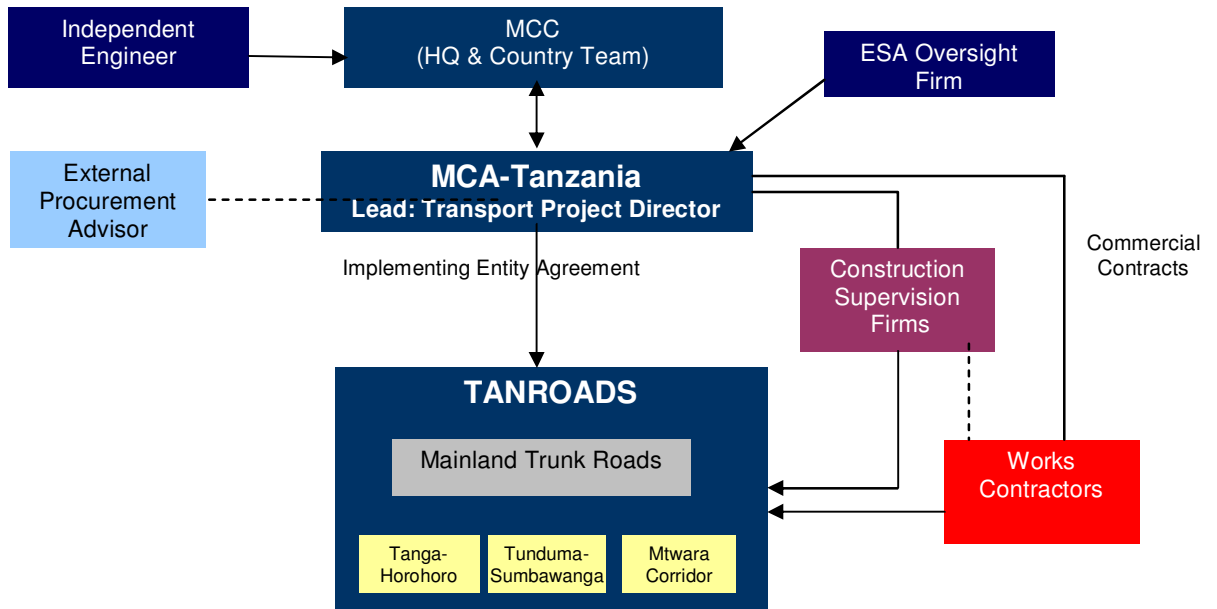 Independent
Engineer
MCC
(HQ & Country Team)
ESA Oversight
Firm
External
Procurement
Advisor
MCA-Tanzania
Lead: Transport Project Director
Implementing Entity Agreement
Construction
Supervision
Firms
Commercial
Contracts
TANROADS
Mainland Trunk Roads
Works
Contractors
Tanga-
Horohoro
Tunduma-
Sumbawanga
Mtwara
Corridor